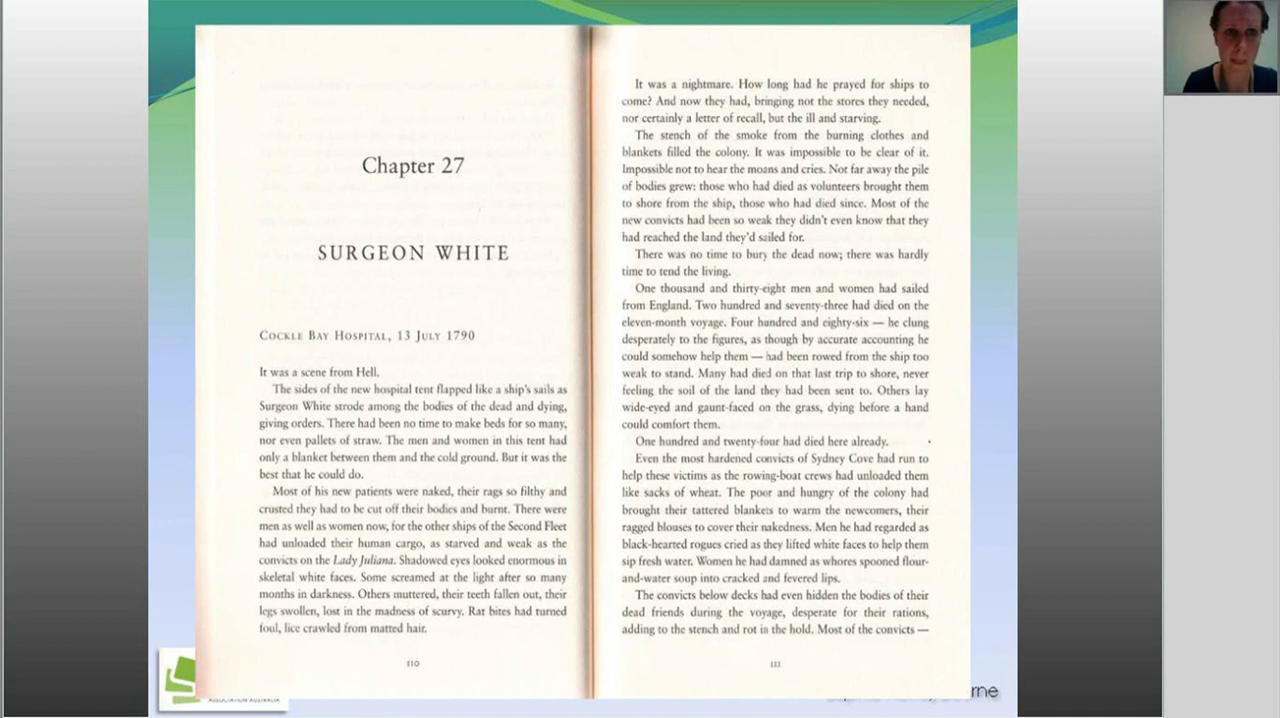 Chapter 27
SURGEON WHITE
COCKLE BAY HOSPITAL, 13 JULY 1790
It was a scene from Hell.
The sides of the new hospital tent flapped like a ship's sails as
Surgeon White strode among the bodies of the dead and dying,
giving orders. There had been no time to make beds for so many,
nor even pallets of straw. The men and women in this tent had
only a blanket between them and the cold ground. But it was the
best that he could do.
Most of his new patients were naked, their rags so filthy and
crusted they had to be cut off their bodies and burnt. There were
men as well as women now, for the other ships of the Second Fleet
had unloaded their human cargo, as starved and weak as the
convicts on the Lady Juliana. Shadowed eyes looked enormous in
skeletal white faces. Some screamed at the light after so many
months in darkness. Others muttered, their teeth fallen out, their
legs swollen, lost in the madness of scurvy. Rat bites had turned
foul, lice crawled from matted hair.
110
It was a nightmare. How long had he prayed for ships to
come? And now they had, bringing not the stores they needed,
nor certainly a letter of recall, but the ill and starving.
The stench of the smoke from the burning clothes and
blankets filled the colony. It was impossible to be clear of it.
Impossible not to hear the moans and cries. Not far away the pile
of bodies grew: those who had died as volunteers brought them
to shore from the ship, those who had died since. Most of the
new convicts had been so weak they didn't even know that they
had reached the land they'd sailed for.
There was no time to bury the dead now; there was hardly
time to tend the living.
One thousand and thirty-eight men and women had sailed
from England. Two hundred and seventy-three had died on the
eleven-month voyage. Four hundred and eighty-six — he clung
desperately to the figures, as though by accurate accounting he
could somehow help them — had been rowed from the ship too
weak to stand. Many had died on that last trip to shore, never
feeling the soil of the land they had been sent to. Others lay
wide-eyed and gaunt-faced on the grass, dying before a hand
could comfort them.
One hundred and twenty-four had died here already.
Even the most hardened convicts of Sydney Cove had run to
help these victims as the rowing-boat crews had unloaded them
like sacks of wheat. The poor and hungry of the colony had
brought their tattered blankets to warm the newcomers, their
ragged blouses to cover their nakedness. Men he had regarded as
black-hearted rogues cried as they lifted white faces to help them
sip fresh water. Women he had damned as whores spooned flour-
and-water soup into cracked and fevered lips.
The convicts below decks had even hidden the bodies of their
dead friends during the voyage, desperate for their rations,
adding to the stench and rot in the hold. Most of the convicts —
111
ASSOCIATION AUSTRALIA
rne